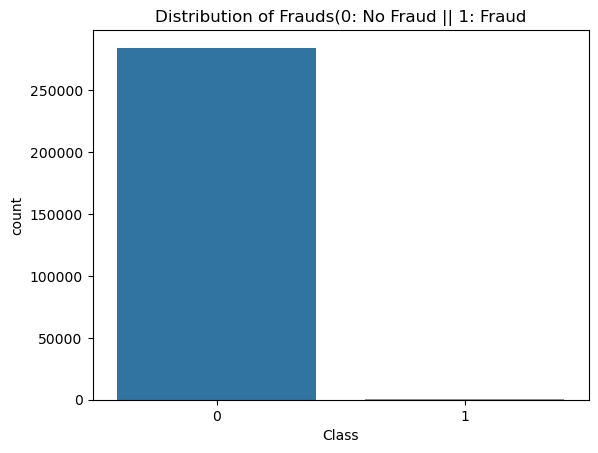 Distribution of Frauds(0: No Fraud || 1: Fraud
250000
200000
150000
100000
50000
0
count
0 1
Class